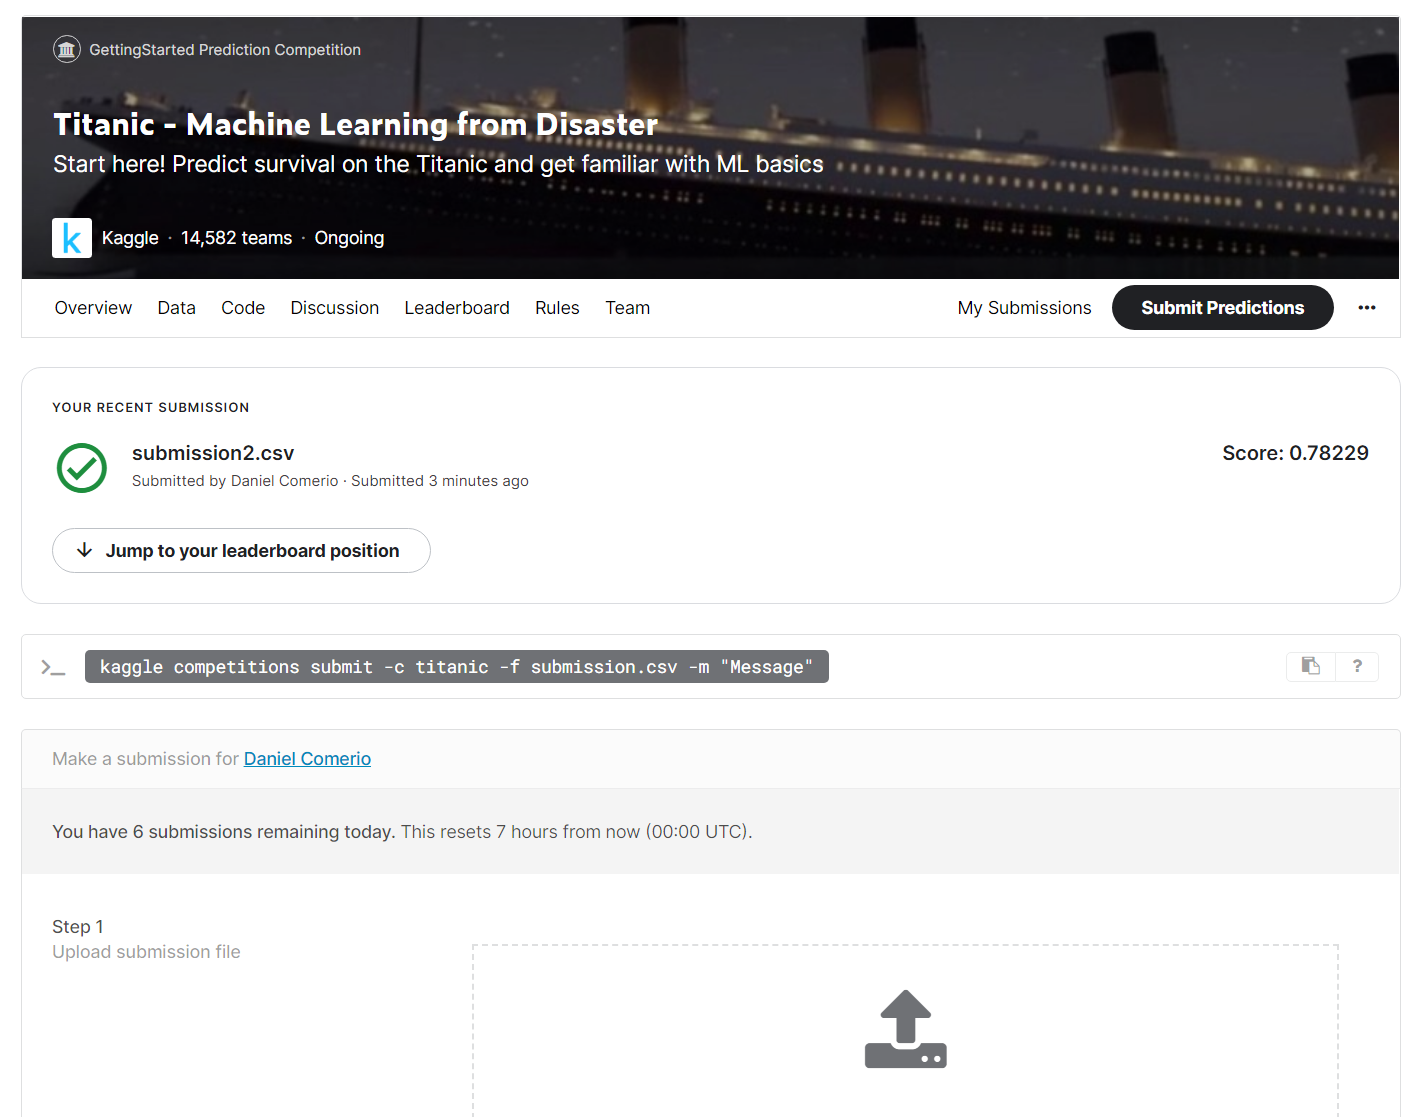 GettingStarted Prediction Competition
Titanic - Machine Learning from Disaster
Start here! Predict survival on the Titanic and get familiar with ML basics
k Kaggle · 14,582 teams · Ongoing
Overview Data Code Discussion Leaderboard Rules Team My Submissions Submit Predictions ...
YOUR RECENT SUBMISSION
submission2.csv Score: 0.78229
Submitted by Daniel Comerio · Submitted 3 minutes ago
Jump to your leaderboard position
>_ kaggle competitions submit -c titanic -f submission.csv -m "Message" ?
Make a submission for Daniel Comerio
You have 6 submissions remaining today. This resets 7 hours from now (00:00 UTC).
Step 1
Upload submission file